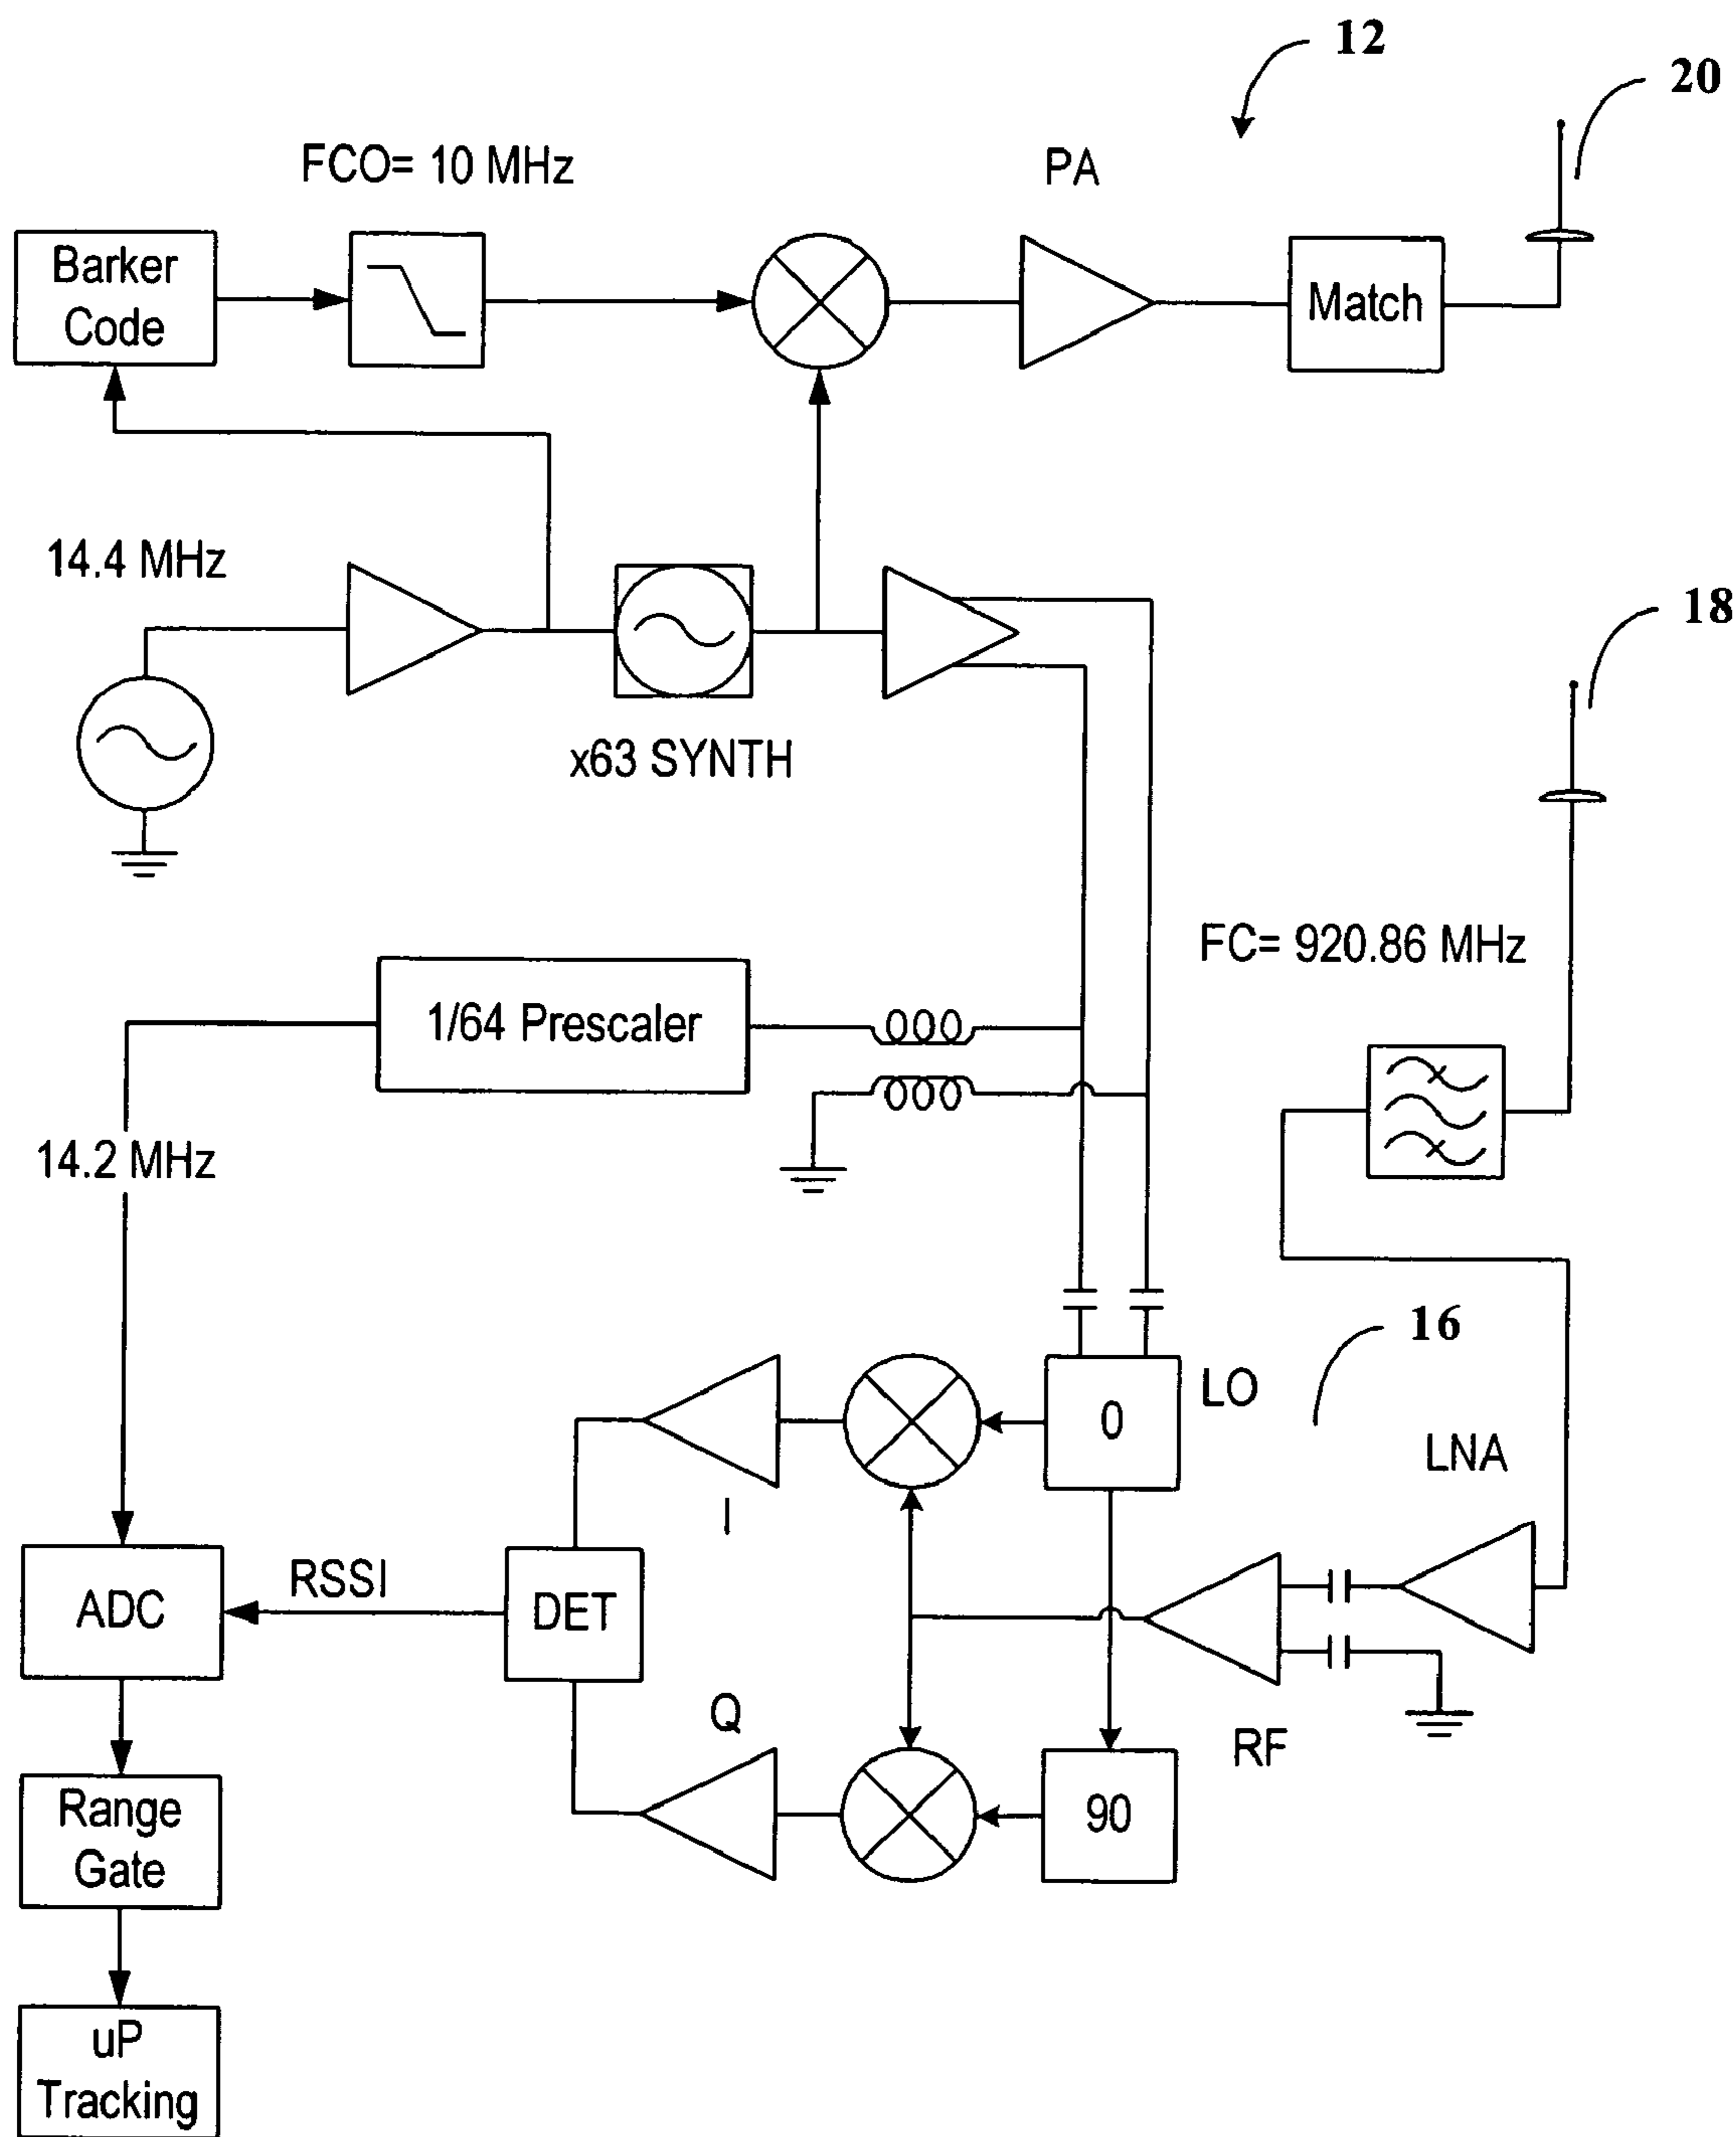 12
20
FCO= 10 MHz
PA
Barker
Code
Match
14.4 MHz
18
x63 SYNTH
FC= 920.86 MHz
1/64 Prescaler
14.2 MHz
16
LO
0
LNA
I
RSSI
ADC
DET
Q
RF
Range
Gate
90
uP
Tracking